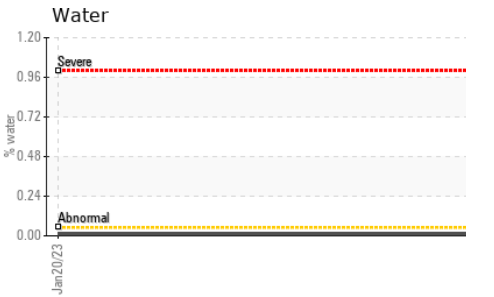 Water
1.20
Severe
0.96
0.72
% water
0.48
0.24
Abnormal
0.00
Jan20/23